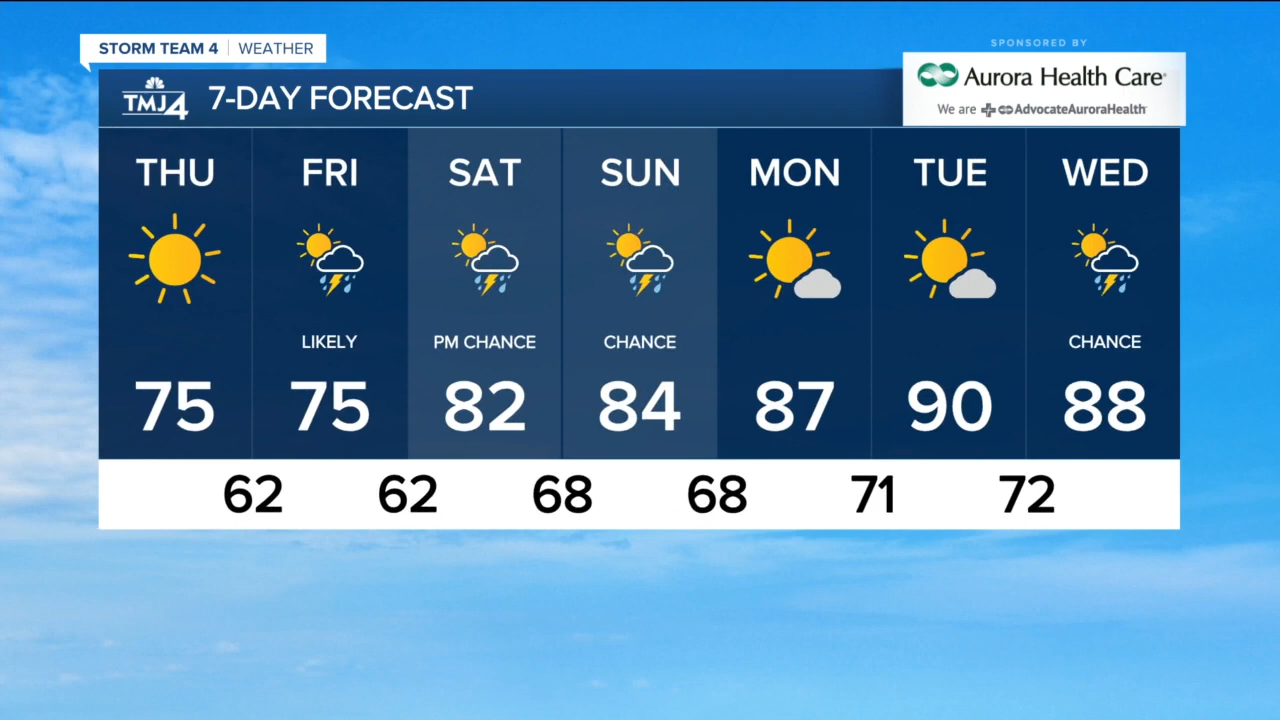 STORM TEAM 4 | WEATHER
SPONSORED BY
Aurora Health Care®
We are AdvocateAuroraHealth
TMJ4 7-DAY FORECAST
THU FRI SAT SUN MON TUE WED
LIKELY PM CHANCE CHANCE CHANCE
75 75 82 84 87 90 88
62 62 68 68 71 72